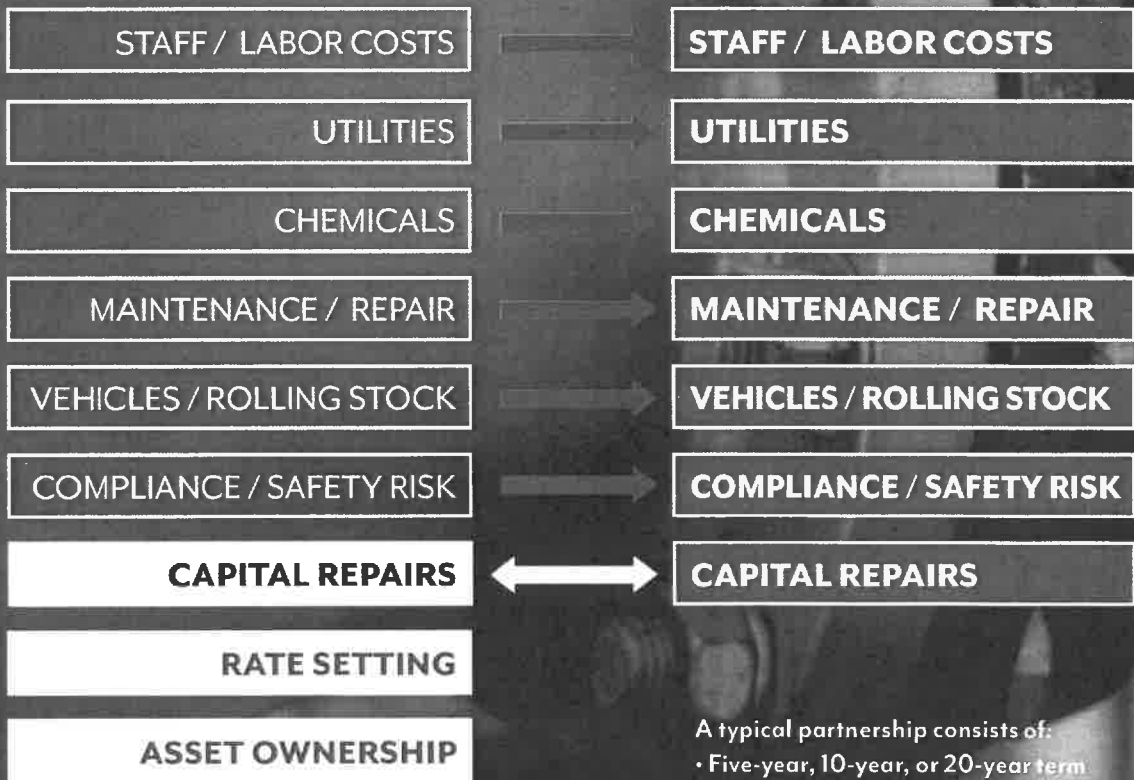 STAFF / LABOR COSTS
STAFF / LABOR COSTS
UTILITIES
UTILITIES
CHEMICALS
CHEMICALS
MAINTENANCE / REPAIR
MAINTENANCE / REPAIR
VEHICLES / ROLLING STOCK
VEHICLES / ROLLING STOCK
COMPLIANCE / SAFETY RISK
COMPLIANCE / SAFETY RISK
CAPITAL REPAIRS
CAPITAL REPAIRS
RATE SETTING
ASSET OWNERSHIP
A typical partnership consists of:
• Five-year, 10-year, or 20-year term